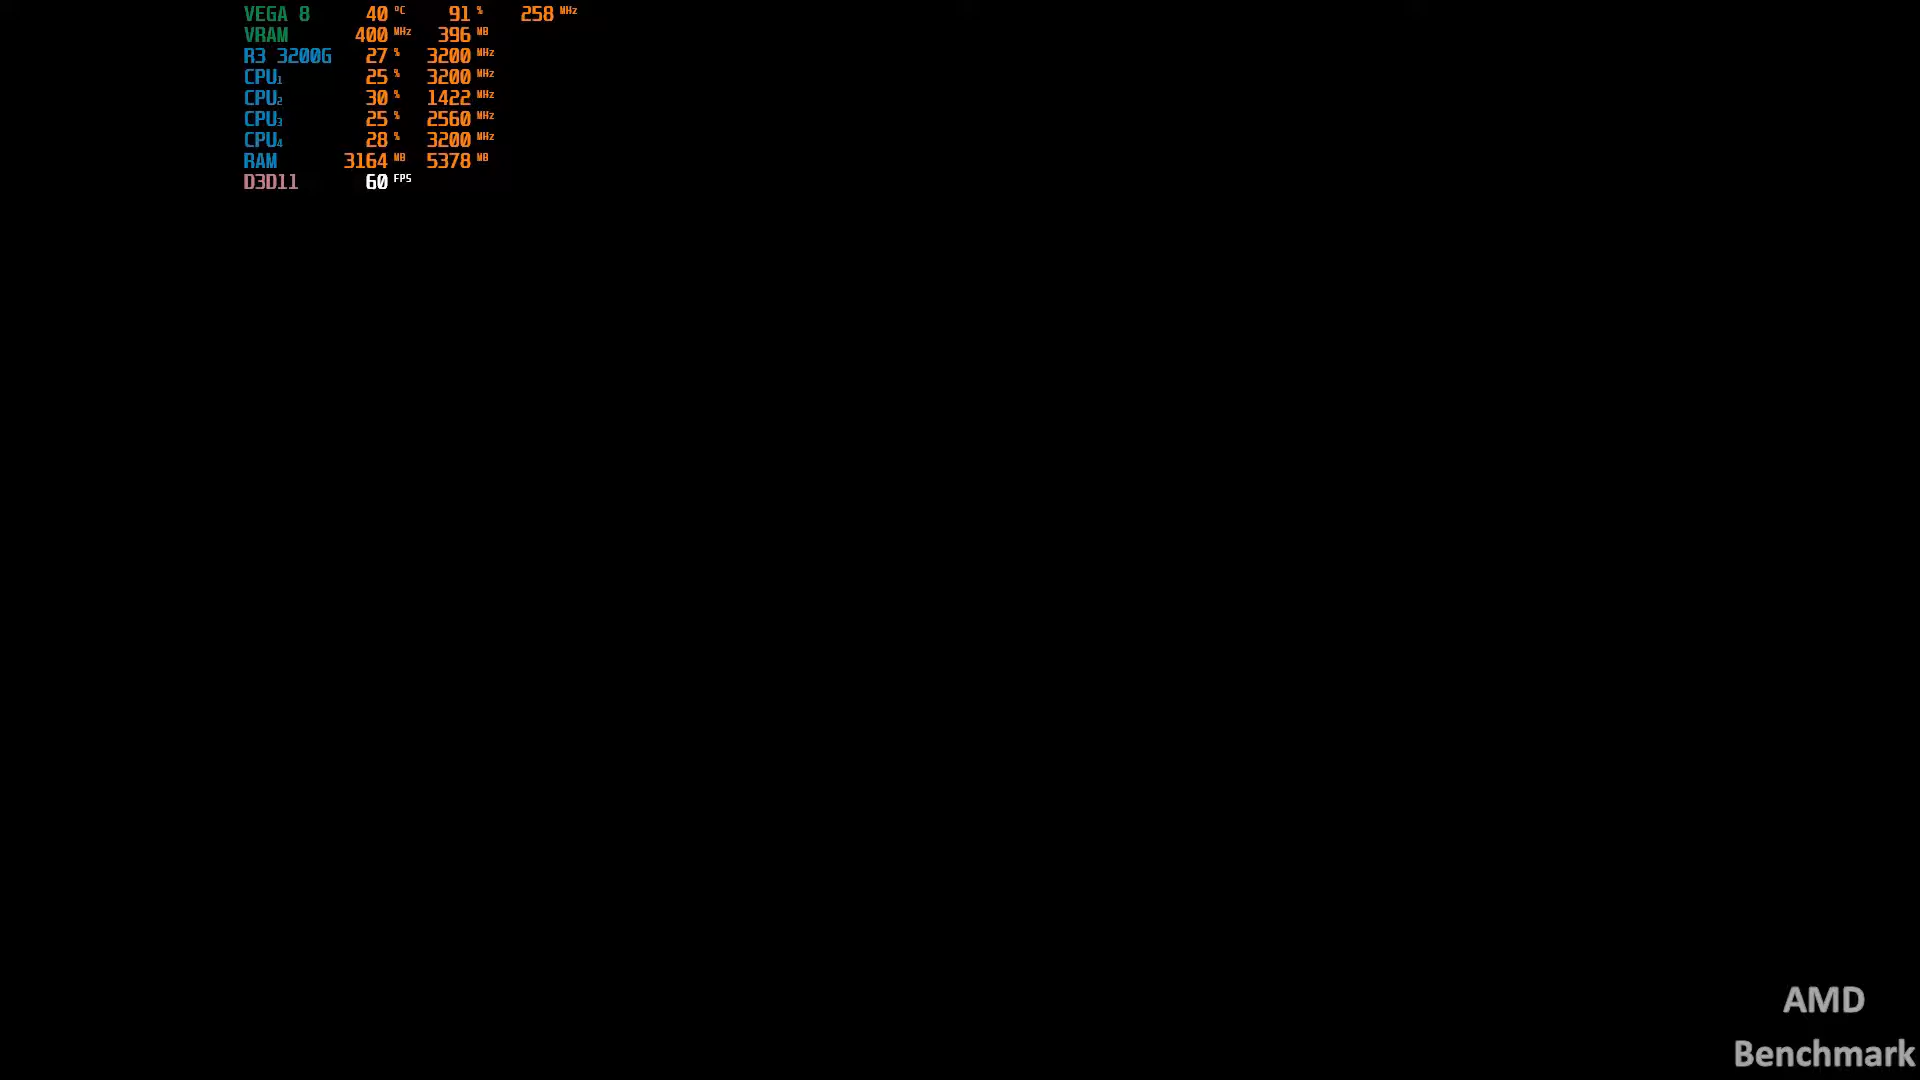 VEGA 8 40 °C 91 % 258 MHz
VRAM 400 MHz 396 MB
R3 3200G 27 % 3200 MHz
CPU1 25 % 3200 MHz
CPU2 30 % 1422 MHz
CPU3 25 % 2560 MHz
CPU4 28 % 3200 MHz
RAM 3164 MB 5378 MB
D3D11 60 FPS
AMD
Benchmark